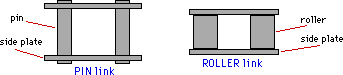 pin
side plate
PIN link
roller
side plate
ROLLER link